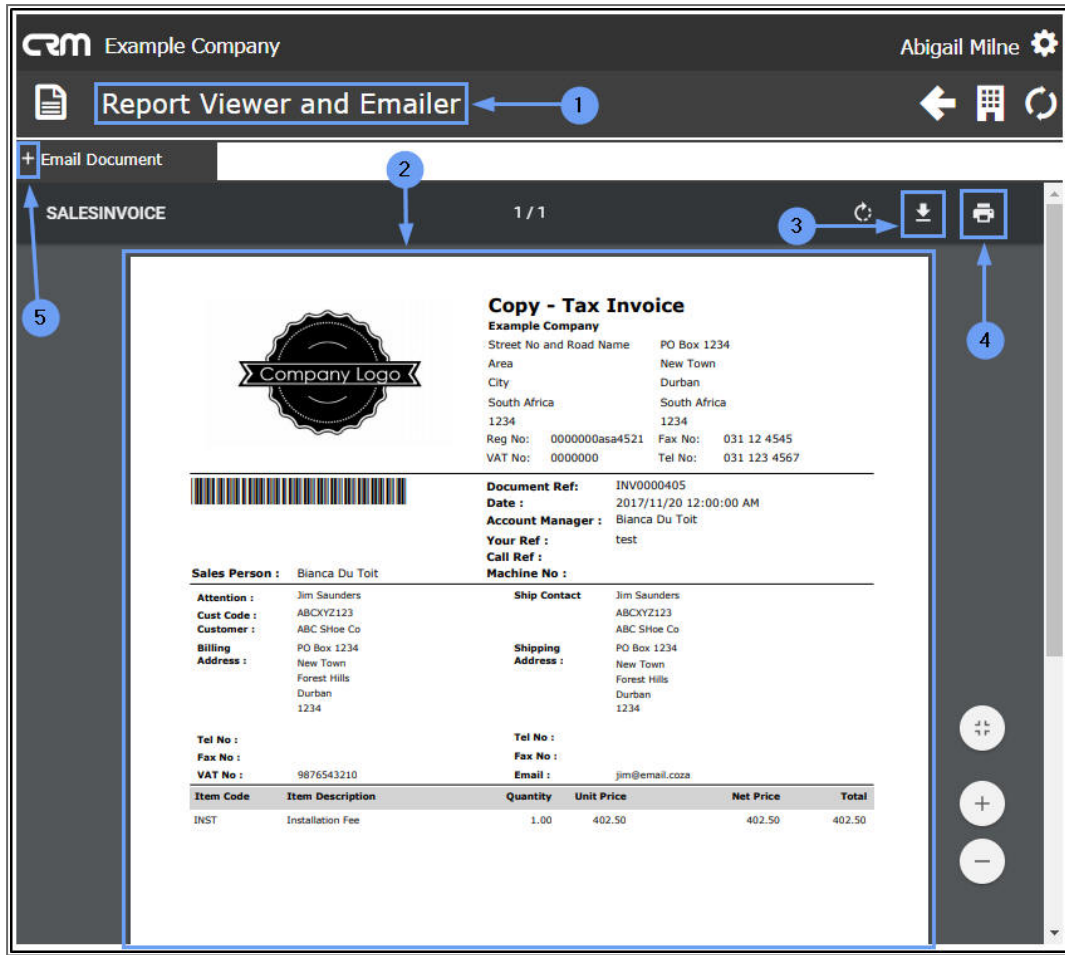 CRM Example Company Abigail Milne
Report Viewer and Emailer 1
+ Email Document
2
SALESINVOICE 1 / 1
3
5
4
Company Logo
Copy - Tax Invoice
Example Company
Street No and Road Name PO Box 1234
Area New Town
City Durban
South Africa South Africa
1234 1234
Reg No: 0000000asa4521 Fax No: 031 12 4545
VAT No: 0000000 Tel No: 031 123 4567
Document Ref: INV0000405
Date : 2017/11/20 12:00:00 AM
Account Manager : Bianca Du Toit
Your Ref : test
Call Ref :
Sales Person : Bianca Du Toit Machine No :
Attention : Jim Saunders Ship Contact Jim Saunders
Cust Code : ABCXYZ123 ABCXYZ123
Customer : ABC SHoe Co ABC SHoe Co
Billing PO Box 1234 Shipping PO Box 1234
Address : New Town Address : New Town
Forest Hills Forest Hills
Durban Durban
1234 1234
Tel No : Tel No :
Fax No : Fax No :
VAT No : 9876543210 Email : jim@email.coza
Item Code Item Description Quantity Unit Price Net Price Total
INST Installation Fee 1.00 402.50 402.50 402.50